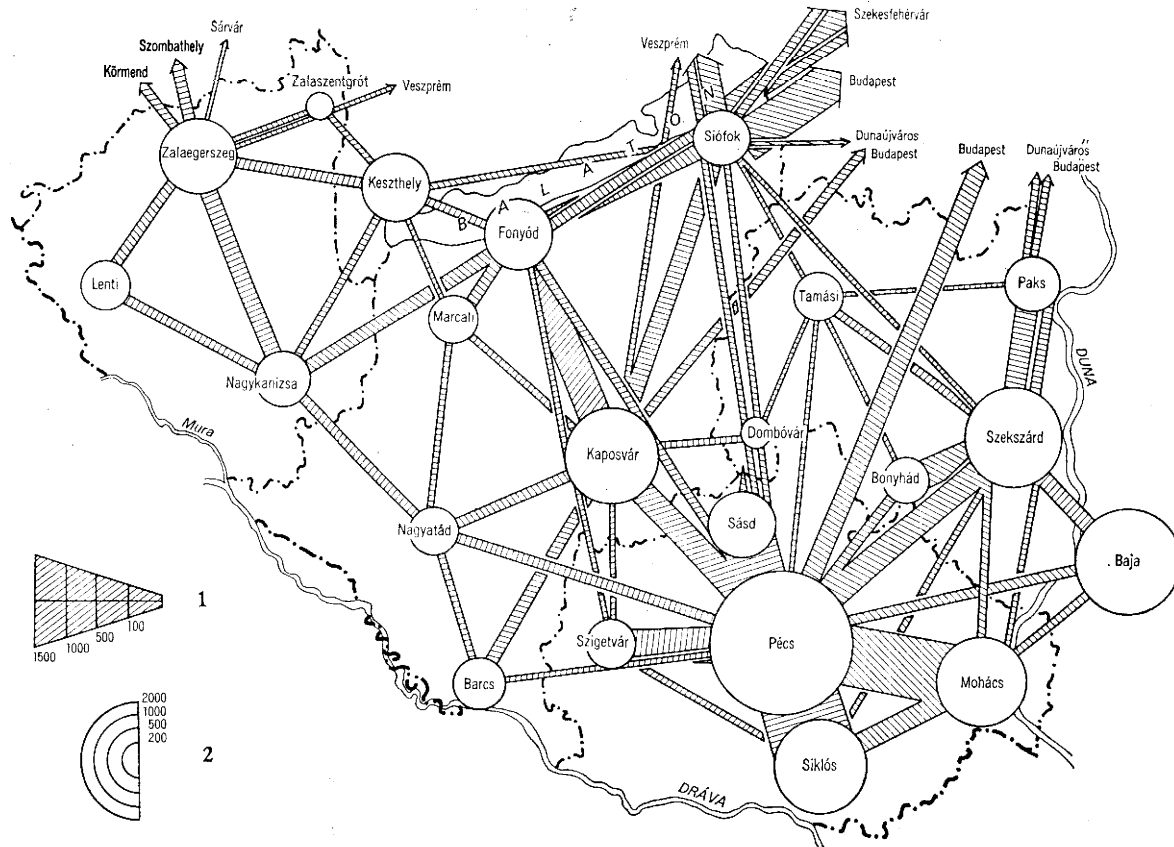 Szekesfehérvár
Sárvár
Szombathely
Körmend
Zalaszentgrót
Veszprém
Veszprém
Budapest
Zalaegerszeg
Siófok
Dunaújváros
Budapest
Budapest
Dunaújváros
Budapest
Keszthely
B A L A T O N
Fonyód
Lenti
Marcali
Tamási
Paks
DUNA
Nagykanizsa
Mura
Kaposvár
Dombóvár
Szekszárd
Bonyhád
Nagyatád
Sásd
Baja
Szigetvár
Pécs
Barcs
Mohács
Siklós
DRÁVA
1
100
500
1000
1500
2000
1000
500
200
2